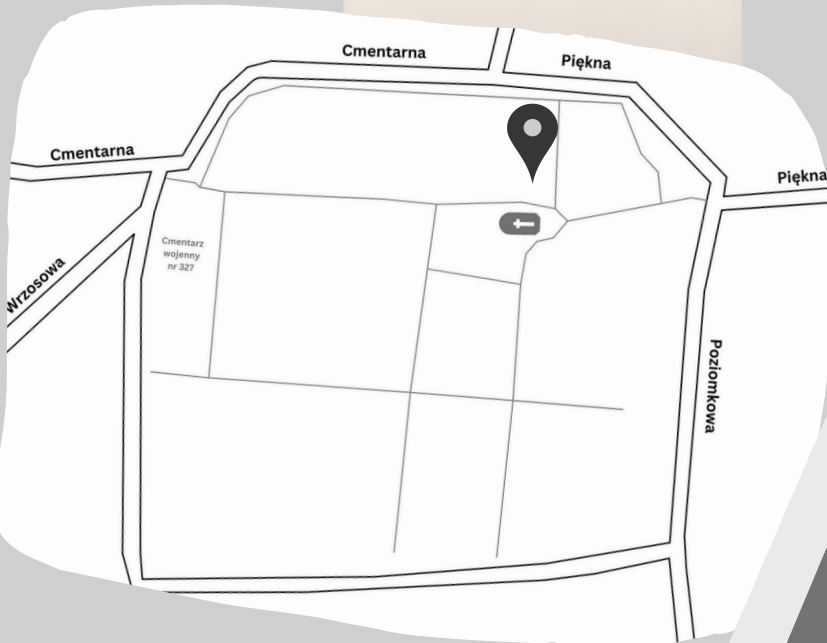 Cmentarna
Piękna
Cmentarna
Piękna
Cmentarz
wojenny
nr 327
Wrzosowa
Poziomkowa